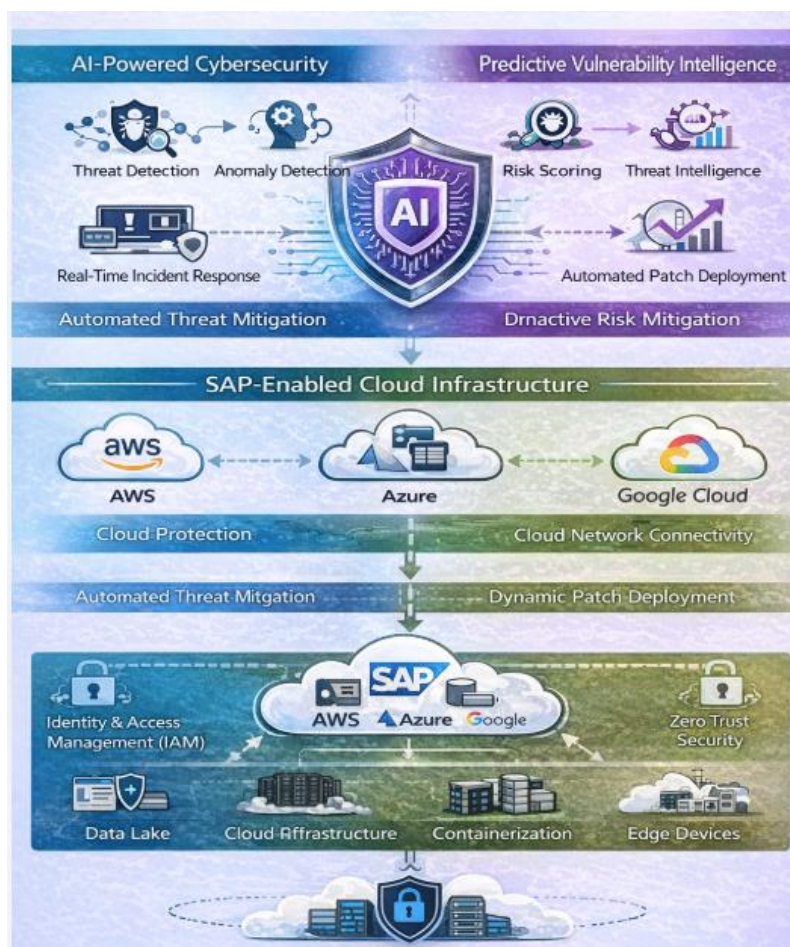 AI-Powered Cybersecurity
Predictive Vulnerability Intelligence
Threat Detection
Anomaly Detection
Risk Scoring
Threat Intelligence
AI
Real-Time Incident Response
Automated Patch Deployment
Automated Threat Mitigation
Drnactive Risk Mitigation
SAP-Enabled Cloud Infrastructure
aws
AWS
Azure
Google Cloud
Cloud Protection
Cloud Network Connectivity
Automated Threat Mitgation
Dynamic Patch Deployment
SAP
AWS
Azure
Google
Identity & Access
Management (IAM)
Zero Trust
Security
Data Lake
Cloud Rffrastructure
Containerization
Edge Devices